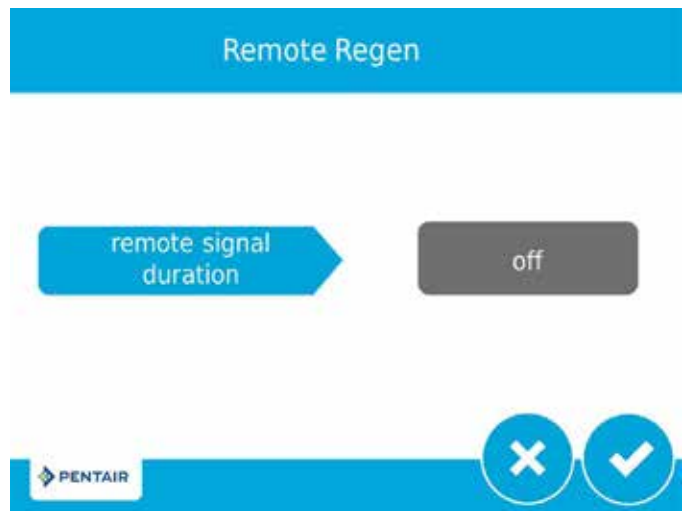 Remote Regen
remote signal
duration
off
PENTAIR